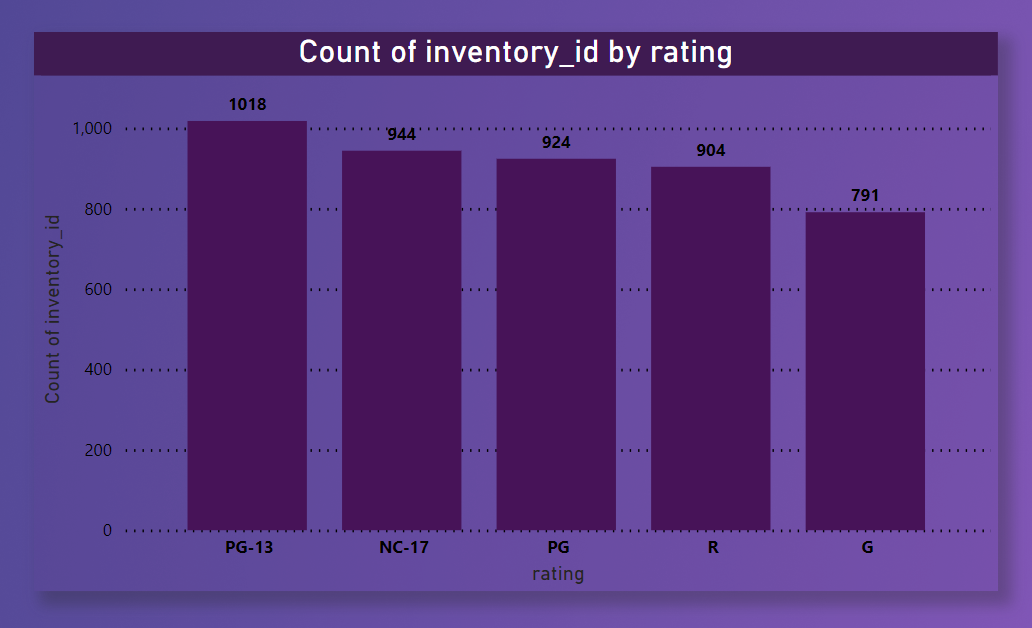 Count of inventory_id by rating
Count of inventory_id
1,000
800
600
400
200
0
1018
944
924
904
791
PG-13
NC-17
PG
R
G
rating